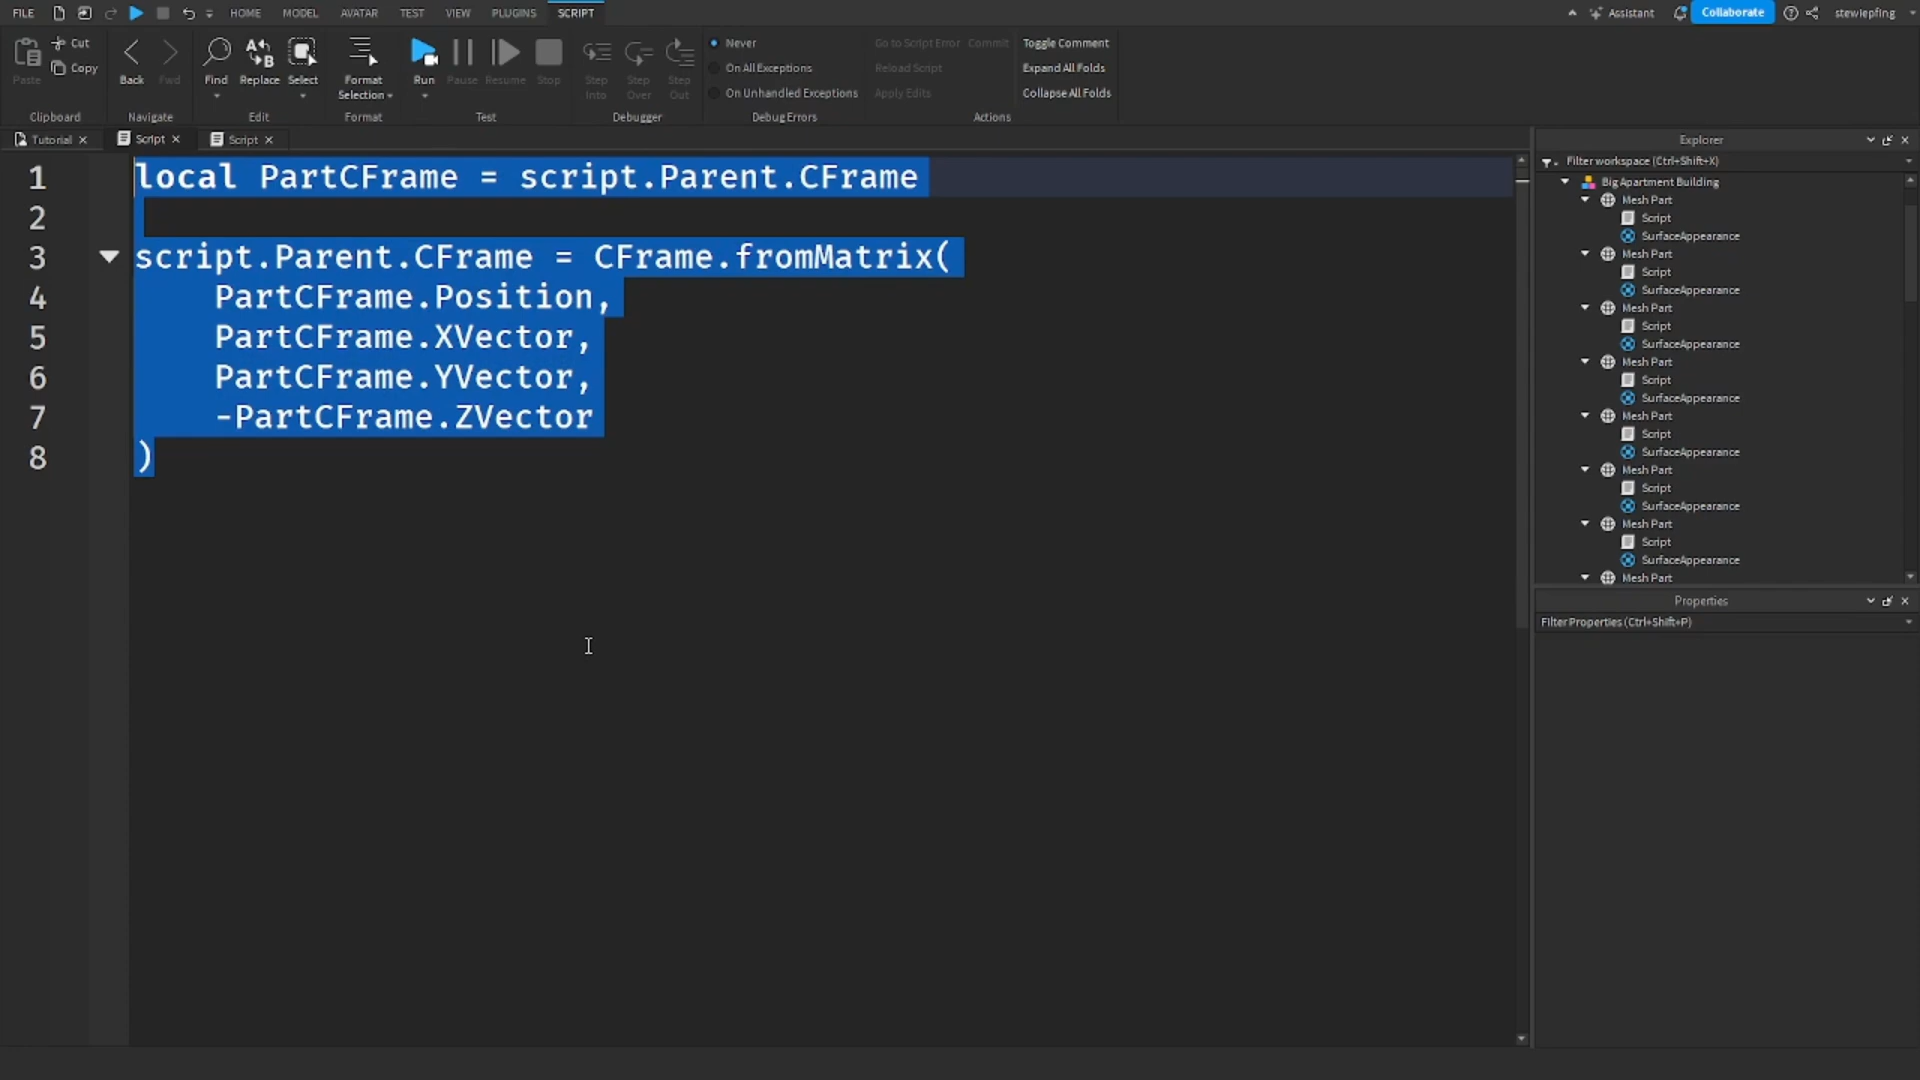 FILE HOME MODEL AVATAR TEST VIEW PLUGINS SCRIPT Assistant Collaborate stewiepfing
Paste Cut Copy Back Fwd Find Replace Select Format Selection Run Pause Resume Stop Step Into Step Over Step Out
Never
On All Exceptions
On Unhandled Exceptions
Go to Script Error Commit
Reload Script
Apply Edits
Toggle Comment
Expand All Folds
Collapse All Folds
Clipboard Navigate Edit Format Test Debugger Debug Errors Actions
Tutorial Script Script
1 local PartCFrame = script.Parent.CFrame
2
3 script.Parent.CFrame = CFrame.fromMatrix(
4 PartCFrame.Position,
5 PartCFrame.XVector,
6 PartCFrame.YVector,
7 -PartCFrame.ZVector
8 )
Explorer
Filter workspace (Ctrl+Shift+X)
Big Apartment Building
Mesh Part
Script
SurfaceAppearance
Mesh Part
Script
SurfaceAppearance
Mesh Part
Script
SurfaceAppearance
Mesh Part
Script
SurfaceAppearance
Mesh Part
Script
SurfaceAppearance
Mesh Part
Script
SurfaceAppearance
Mesh Part
Script
SurfaceAppearance
Mesh Part
Properties
Filter Properties (Ctrl+Shift+P)